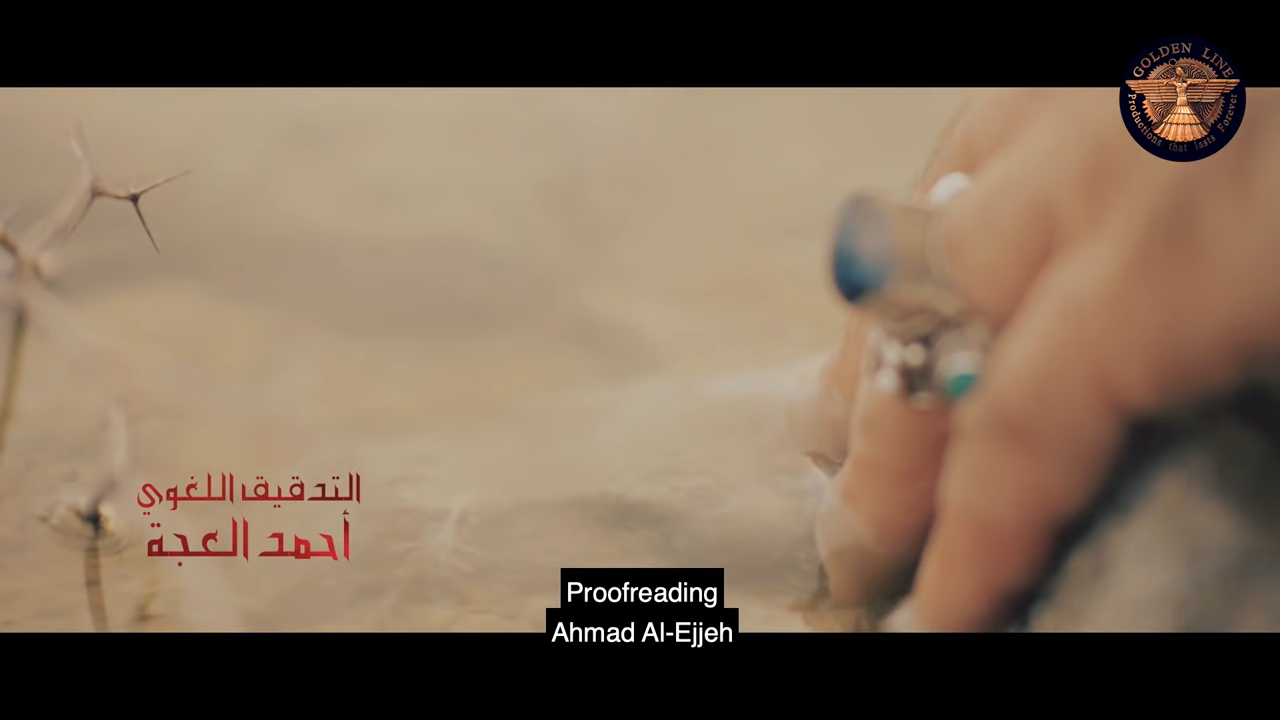 GOLDEN LINE
Productions that lasts Forever
التدقيق اللغوي
أحمد العجة
Proofreading
Ahmad Al-Ejjeh